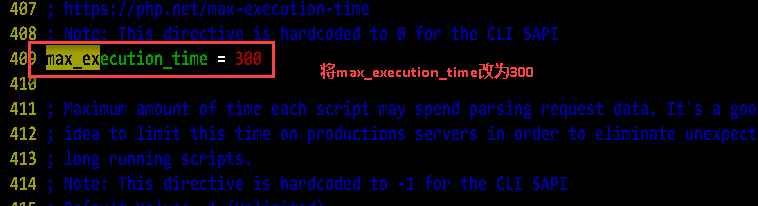 407 ; https://php.net/max-execution-time
408 ; Note: This directive is hardcoded to 0 for the CLI SAPI
409 max_execution_time = 300
将max_execution_time改为300
410
411 ; Maximum amount of time each script may spend parsing request data. It's a goo
412 ; idea to limit this time on productions servers in order to eliminate unexpect
413 ; long running scripts.
414 ; Note: This directive is hardcoded to -1 for the CLI SAPI
415 ; Default Value: -1 (Unlimited)